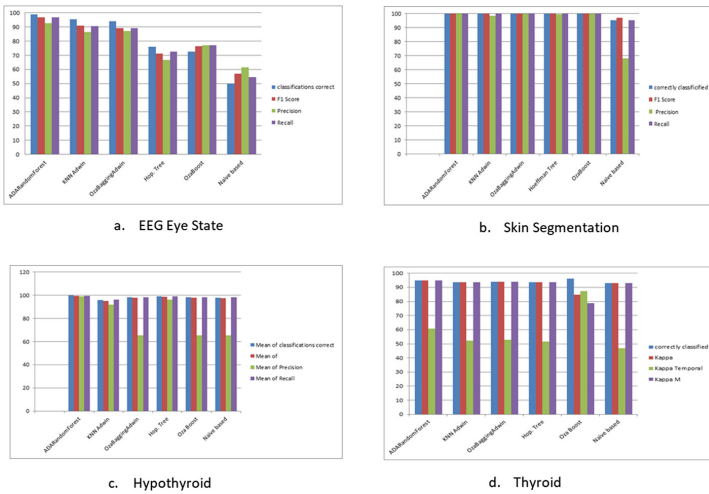 100
90
80
70
60
50
40
30
20
10
0
ADARandomForest
KNN Adwin
OzaBaggingAdwin
Hop. Tree
OzaBoost
Naive based
classifications correct
F1 Score
Precision
Recall
a. EEG Eye State
100
90
80
70
60
50
40
30
20
10
0
ADARandomForest
KNN Adwin
OzaBaggingAdwin
Hoeffman Tree
OzaBoost
Naive based
correctly classificified
F1 Score
Precision
Recall
b. Skin Segmentation
120
100
80
60
40
20
0
ADARandomForest
KNN Adwin
OzaBaggingAdwin
Hop. Tree
Oza Boost
Naive based
Mean of classifications correct
Mean of
Mean of Precision
Mean of Recall
c. Hypothyroid
100
90
80
70
60
50
40
30
20
10
0
ADARandomForest
KNN Adwin
OzaBaggingAdwin
Hop. Tree
Oza Boost
Naive based
correctly classified
Kappa
Kappa Temporal
Kappa M
d. Thyroid